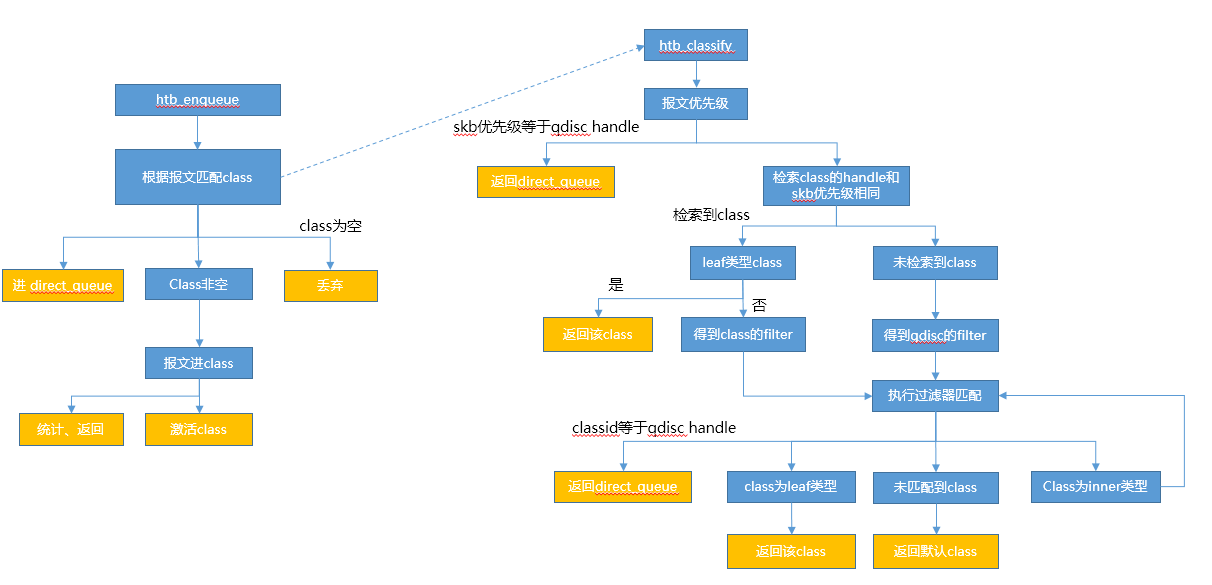 htb_enqueue
根据报文匹配class
class为空
进 direct_queue
Class非空
丢弃
报文进class
统计、返回
激活class
htb_classify
报文优先级
skb优先级等于qdisc handle
返回direct_queue
检索class的handle和
skb优先级相同
检索到class
leaf类型class
未检索到class
是
否
返回该class
得到class的filter
得到qdisc的filter
执行过滤器匹配
classid等于qdisc handle
返回direct_queue
class为leaf类型
未匹配到class
Class为inner类型
返回该class
返回默认class